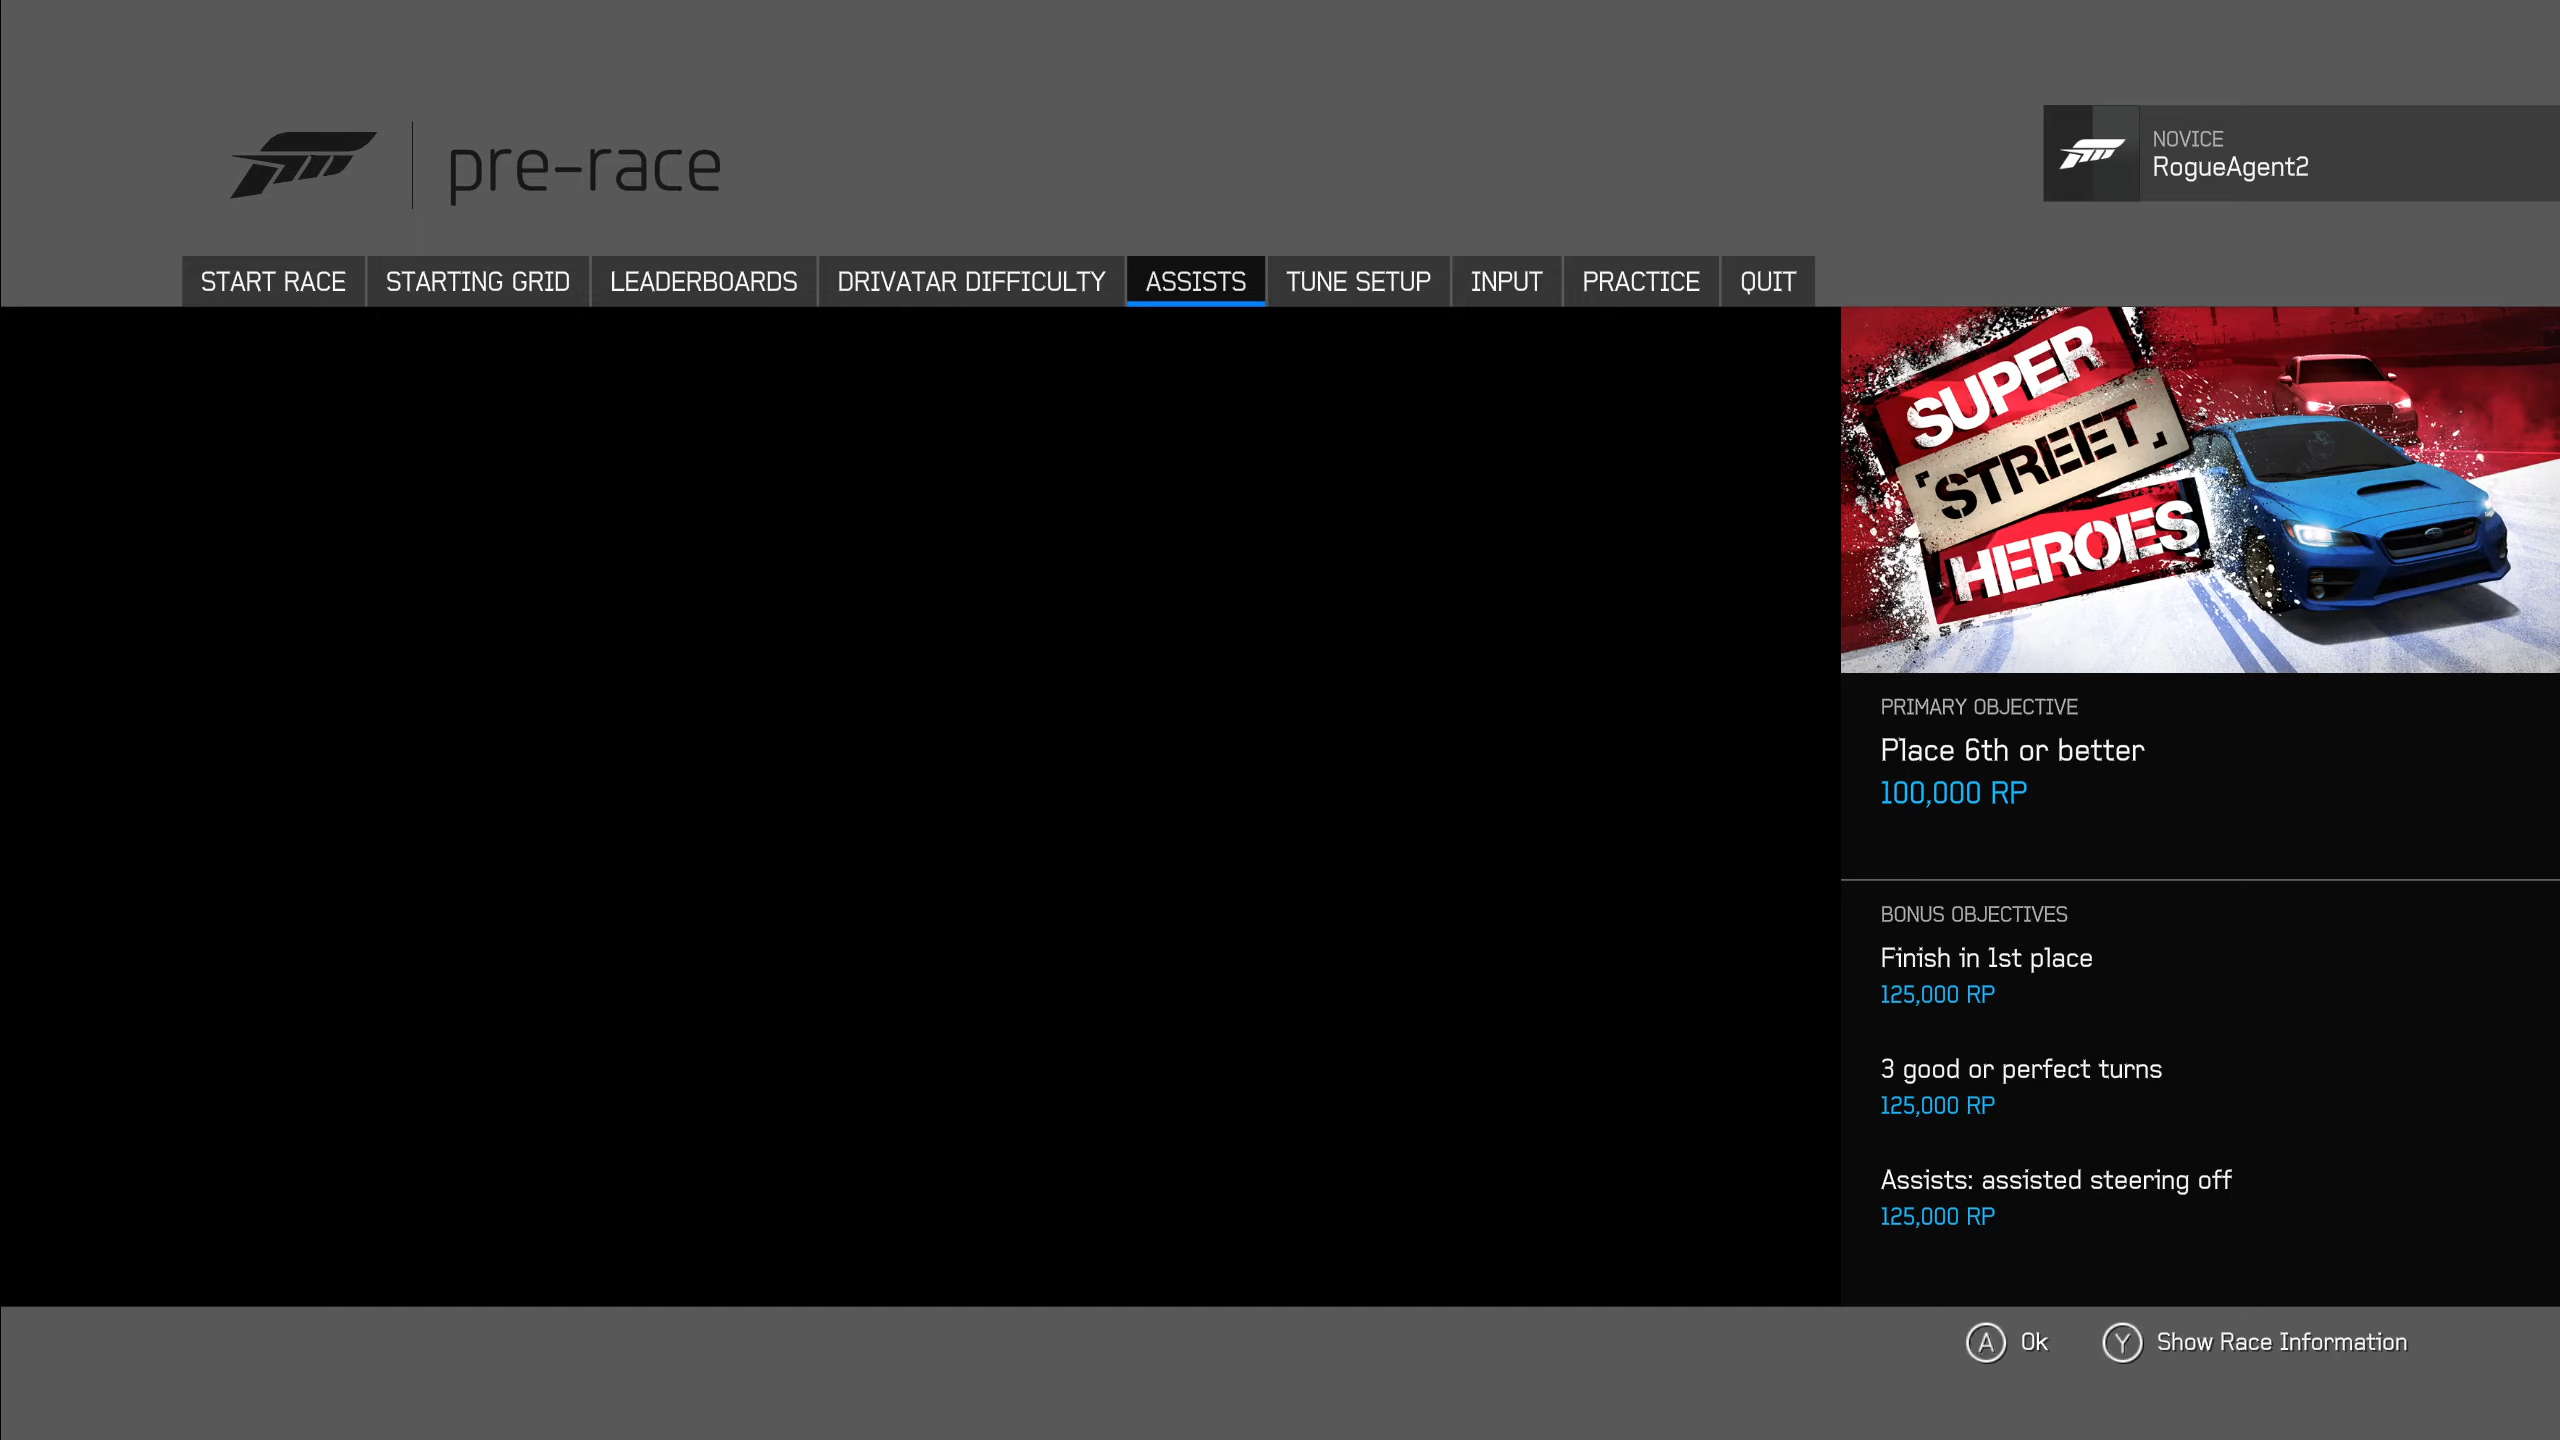 pre-race
NOVICE
RogueAgent2
START RACE
STARTING GRID
LEADERBOARDS
DRIVATAR DIFFICULTY
ASSISTS
TUNE SETUP
INPUT
PRACTICE
QUIT
SUPER
STREET
HEROES
PRIMARY OBJECTIVE
Place 6th or better
100,000 RP
BONUS OBJECTIVES
Finish in 1st place
125,000 RP
3 good or perfect turns
125,000 RP
Assists: assisted steering off
125,000 RP
A Ok
Y Show Race Information